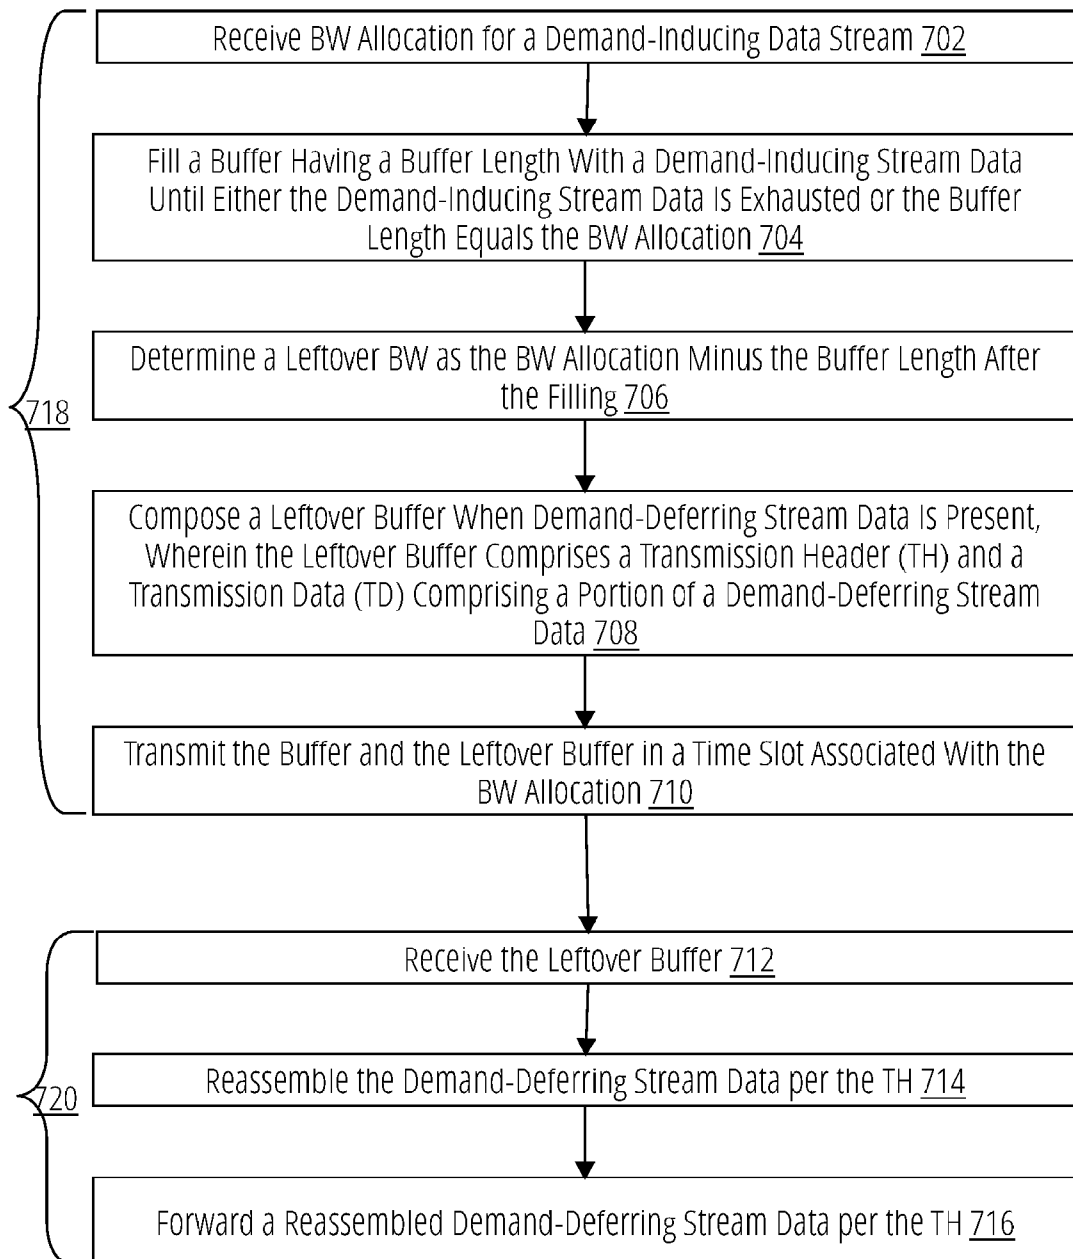 Receive BW Allocation for a Demand-Inducing Data Stream 702
Fill a Buffer Having a Buffer Length With a Demand-Inducing Stream Data
Until Either the Demand-Inducing Stream Data Is Exhausted or the Buffer
Length Equals the BW Allocation 704
Determine a Leftover BW as the BW Allocation Minus the Buffer Length After
the Filling 706
718
Compose a Leftover Buffer When Demand-Deferring Stream Data Is Present,
Wherein the Leftover Buffer Comprises a Transmission Header (TH) and a
Transmission Data (TD) Comprising a Portion of a Demand-Deferring Stream
Data 708
Transmit the Buffer and the Leftover Buffer in a Time Slot Associated With the
BW Allocation 710
Receive the Leftover Buffer 712
Reassemble the Demand-Deferring Stream Data per the TH 714
720
Forward a Reassembled Demand-Deferring Stream Data per the TH 716